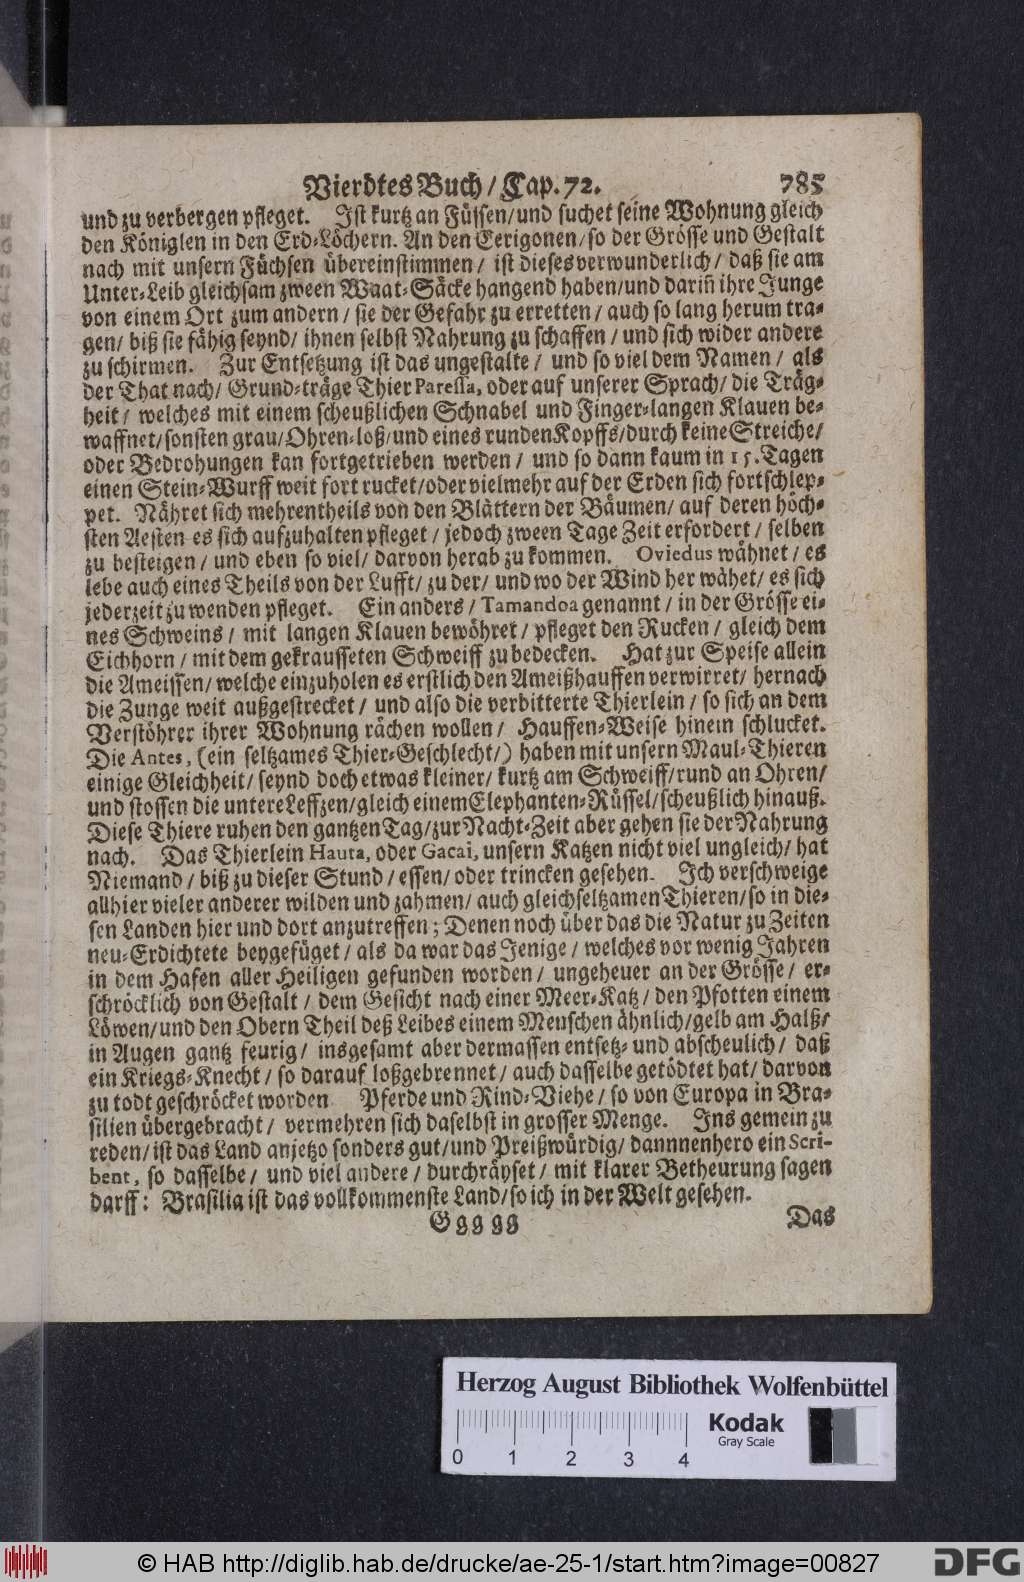 Vierdtes Buch / Cap. 72. 785
und zu verbergen pfleget. Ist kurtz an Füssen/und suchet seine Wohnung gleich
den Königlen in den Erd-Löchern. An den Cerigonen/so der Grösse und Gestalt
nach mit unsern Füchsen übereinstimmen / ist dieses verwunderlich / daß sie am
Unter-Leib gleichsam zween Waat-Säcke hangend haben/und dariñ ihre Junge
von einem Ort zum andern / sie der Gefahr zu erretten / auch so lang herum tra-
gen/ biß sie fähig seynd/ ihnen selbst Nahrung zu schaffen / und sich wider andere
zu schirmen. Zur Entsetzung ist das ungestalte / und so viel dem Namen / als
der That nach/ Grund-träge Thier Paressa, oder auf unserer Sprach/ die Träg-
heit / welches mit einem scheußlichen Schnabel und Finger-langen Klauen be-
waffnet/sonsten grau/Ohren-loß/und eines runden Kopffs/durch keine Streiche/
oder Bedrohungen kan fortgetrieben werden / und so dann kaum in 15. Tagen
einen Stein-Wurff weit fort rucket/oder vielmehr auf der Erden sich fortschlep-
pet. Nähret sich mehrentheils von den Blättern der Bäumen/ auf deren höch-
sten Aesten es sich aufzuhalten pfleget / jedoch zween Tage Zeit erfordert / selben
zu besteigen / und eben so viel/ darvon herab zu kommen. Oviedus wähnet / es
lebe auch eines Theils von der Lufft/ zu der/ und wo der Wind her wähet/ es sich
jederzeit zu wenden pfleget. Ein anders / Tamandoa genannt / in der Grösse ei-
nes Schweins / mit langen Klauen bewöhret / pfleget den Rucken / gleich dem
Eichhorn / mit dem gekrausseten Schweiff zu bedecken. Hat zur Speise allein
die Ameissen/ welche einzuholen es erstlich den Ameißhauffen verwirret/ hernach
die Zunge weit außgestrecket / und also die verbitterte Thierlein / so sich an dem
Verstöhrer ihrer Wohnung rächen wollen / Hauffen-Weise hinein schlucket.
Die Antes, (ein seltzames Thier-Geschlecht/) haben mit unsern Maul-Thieren
einige Gleichheit/ seynd doch etwas kleiner/ kurtz am Schweiff/rund an Ohren/
und stossen die untere Leffzen/gleich einem Elephanten-Rüssel/scheußlich hinauß.
Diese Thiere ruhen den gantzen Tag/zur Nacht-Zeit aber gehen sie der Nahrung
nach. Das Thierlein Hauta, oder Gacai, unsern Katzen nicht viel ungleich/ hat
Niemand / biß zu dieser Stund / essen/ oder trincken gesehen. Ich verschweige
allhier vieler anderer wilden und zahmen/ auch gleich seltzamen Thieren/so in die-
sen Landen hier und dort anzutreffen; Denen noch über das die Natur zu Zeiten
neu-Erdichtete beygefüget / als da war das Jenige / welches vor wenig Jahren
in dem Hafen aller Heiligen gefunden worden / ungeheuer an der Grösse / er-
schröcklich von Gestalt / dem Gesicht nach einer Meer-Katz / den Pfotten einem
Löwen/und den Obern Theil deß Leibes einem Menschen ähnlich/gelb am Halß/
in Augen gantz feurig / insgesamt aber dermassen entsetz- und abscheulich / daß
ein Kriegs-Knecht / so darauf loßgebrennet / auch dasselbe getödtet hat/ darvon
zu todt geschröcket worden Pferde und Rind-Viehe / so von Europa in Bra-
silien übergebracht / vermehren sich daselbst in grosser Menge. Ins gemein zu
reden/ ist das Land anjetzo sonders gut/und Preißwürdig/ dannnenhero ein Scri-
bent, so dasselbe / und viel andere / durchräyset / mit klarer Betheurung sagen
darff: Brasilia ist das vollkommenste Land/so ich in der Welt gesehen.
G gg gg Das
Herzog August Bibliothek Wolfenbüttel
Kodak
Gray Scale
0 1 2 3 4
© HAB http://diglib.hab.de/drucke/ae-25-1/start.htm?image=00827 DFG